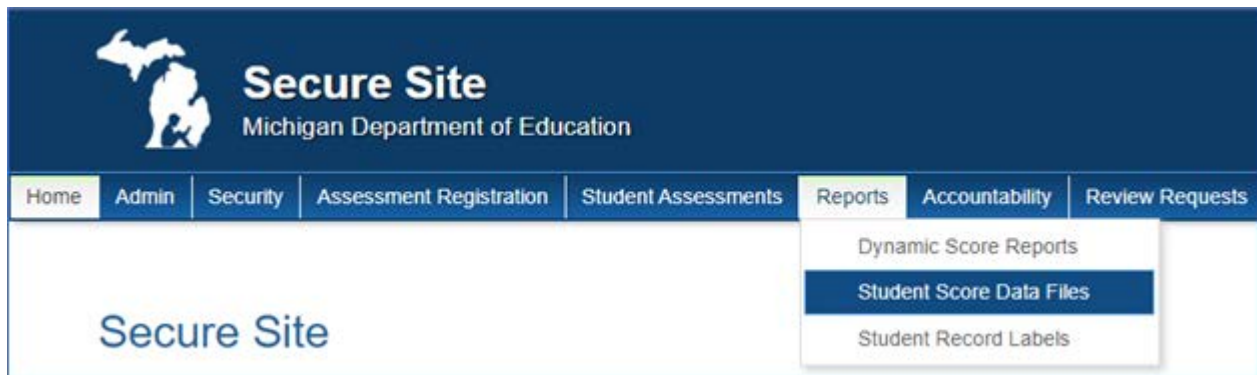 Secure Site
Michigan Department of Education
Home Admin Security Assessment Registration Student Assessments Reports Accountability Review Requests
Dynamic Score Reports
Student Score Data Files
Student Record Labels
Secure Site